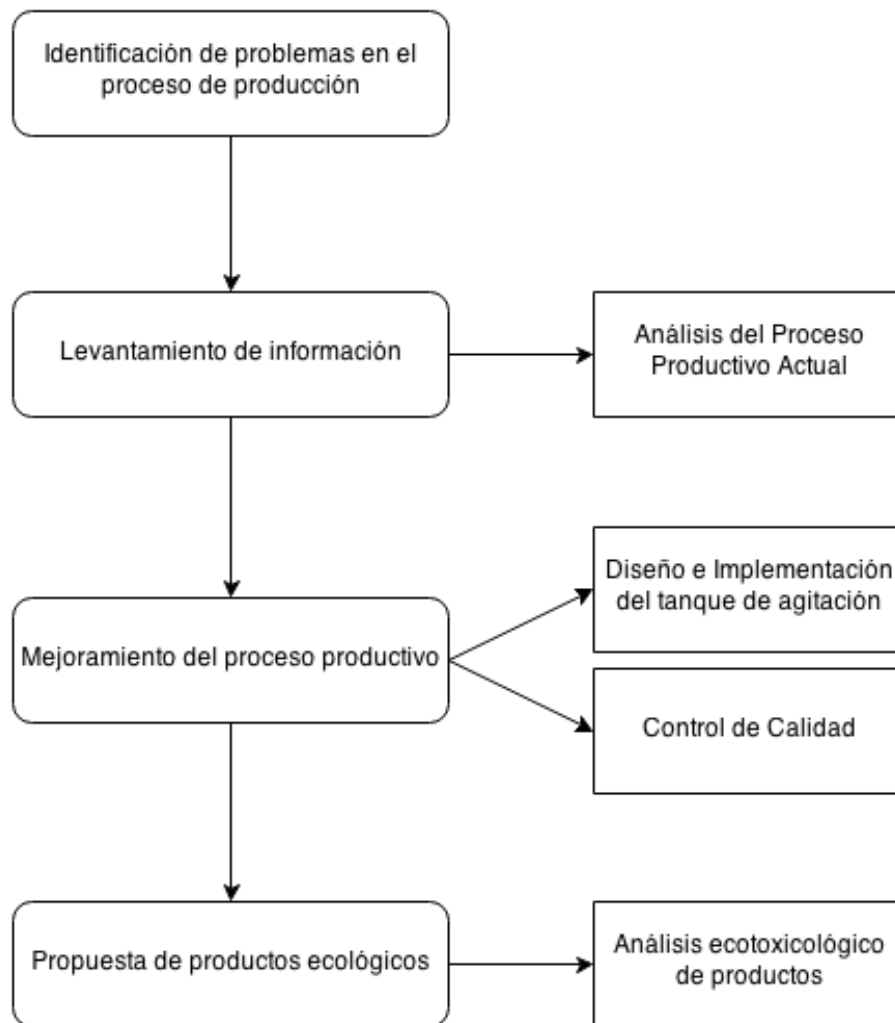 Identificación de problemas en el
proceso de producción
Levantamiento de información
Análisis del Proceso
Productivo Actual
Mejoramiento del proceso productivo
Diseño e Implementación
del tanque de agitación
Control de Calidad
Propuesta de productos ecológicos
Análisis ecotoxicológico
de productos